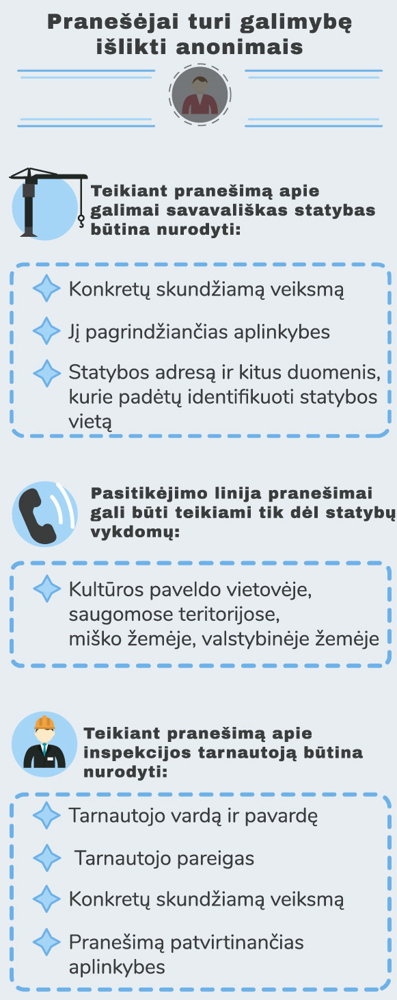 Pranešėjai turi galimybę
išlikti anonimais
Teikiant pranešimą apie
galimai savavališkas statybas
būtina nurodyti:
Konkretų skundžiamą veiksmą
Jį pagrindžiančias aplinkybes
Statybos adresą ir kitus duomenis,
kurie padėtų identifikuoti statybos
vietą
Pasitikėjimo linija pranešimai
gali būti teikiami tik dėl statybų
vykdomų:
Kultūros paveldo vietovėje,
saugomose teritorijose,
miško žemėje, valstybinėje žemėje
Teikiant pranešimą apie
inspekcijos tarnautoją būtina
nurodyti:
Tarnautojo vardą ir pavardę
Tarnautojo pareigas
Konkretų skundžiamą veiksmą
Pranešimą patvirtinančias
aplinkybes